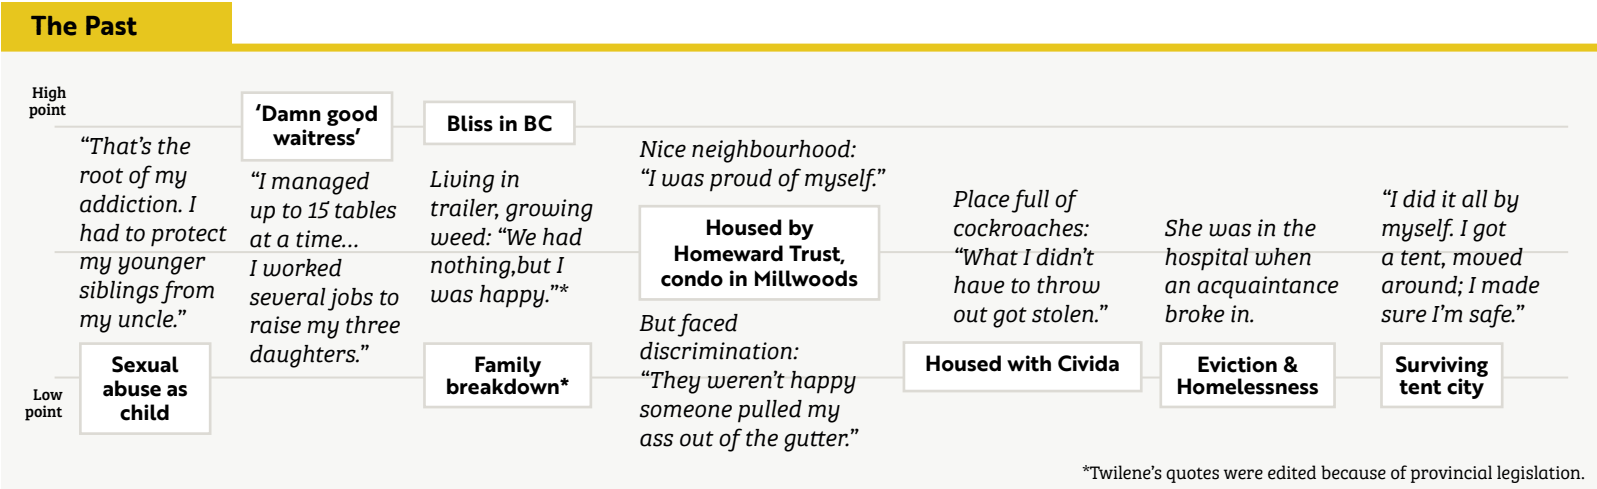 The Past
High
point
Low
point
“That’s the
root of my
addiction. I
had to protect
my younger
siblings from
my uncle.”
Sexual
abuse as
child
‘Damn good
waitress’
“I managed
up to 15 tables
at a time...
I worked
several jobs to
raise my three
daughters.”
Bliss in BC
Living in
trailer, growing
weed: “We had
nothing,but I
was happy.”*
Family
breakdown*
Nice neighbourhood:
“I was proud of myself.”
Housed by
Homeward Trust,
condo in Millwoods
But faced
discrimination:
“They weren’t happy
someone pulled my
ass out of the gutter.”
Place full of
cockroaches:
“What I didn’t
have to throw
out got stolen.”
Housed with Civida
She was in the
hospital when
an acquaintance
broke in.
Eviction &
Homelessness
“I did it all by
myself. I got
a tent, moved
around; I made
sure I’m safe.”
Surviving
tent city
*Twilene’s quotes were edited because of provincial legislation.